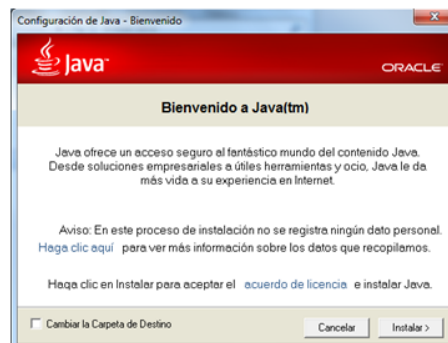 Configuración de Java - Bienvenido
Java™
ORACLE
Bienvenido a Java(tm)
Java ofrece un acceso seguro al fantástico mundo del contenido Java.
Desde soluciones empresariales a útiles herramientas y ocio, Java le da
más vida a su experiencia en Internet.
Aviso: En este proceso de instalación no se registra ningún dato personal.
Haga clic aquí para ver más información sobre los datos que recopilamos.
Haga clic en Instalar para aceptar el acuerdo de licencia e instalar Java.
Cambiar la Carpeta de Destino
Cancelar
Instalar >